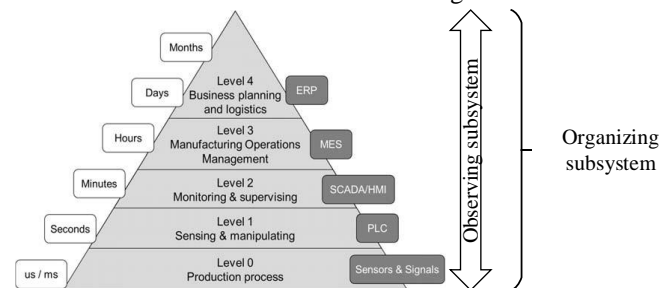 Months
Level 4
Business planning
and logistics
ERP
Days
Level 3
Manufacturing Operations
Management
MES
Hours
Level 2
Monitoring & supervising
SCADA/HMI
Minutes
Level 1
Sensing & manipulating
PLC
Seconds
Level 0
Production process
Sensors & Signals
us / ms
Observing subsystem
Organizing
subsystem